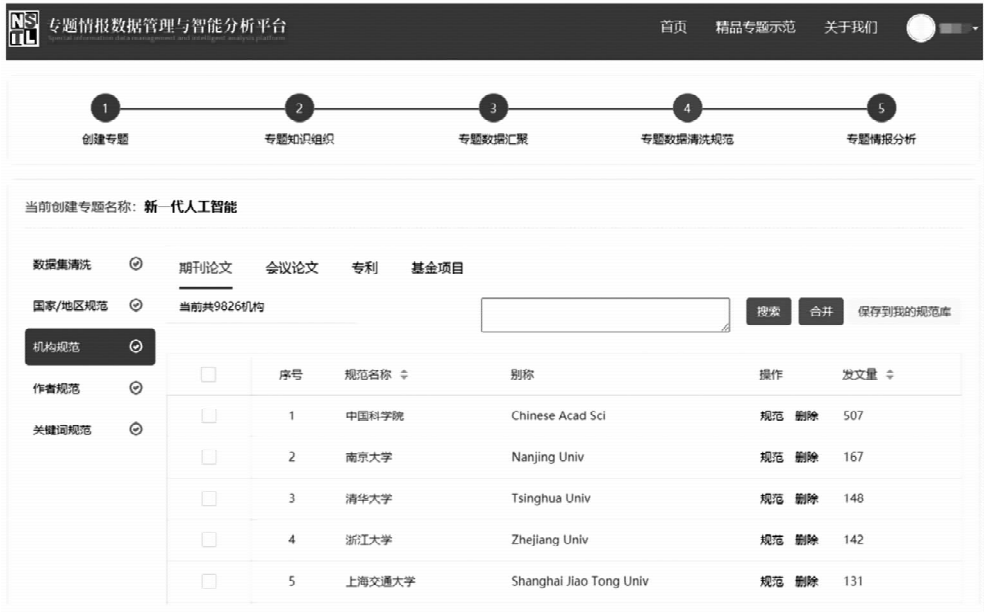 NSTL 专题情报数据管理与智能分析平台 首页 精品专题示范 关于我们
Special information data management and intelligent analysis platform
1 2 3 4 5
创建专题 专题知识组织 专题数据汇聚 专题数据清洗规范 专题情报分析
当前创建专题名称：新一代人工智能
数据集清洗
国家/地区规范
机构规范
作者规范
关键词规范
期刊论文 会议论文 专利 基金项目
当前共9826机构 搜索 合并 保存到我的规范库
序号 规范名称 别称 操作 发文量
1 中国科学院 Chinese Acad Sci 规范 删除 507
2 南京大学 Nanjing Univ 规范 删除 167
3 清华大学 Tsinghua Univ 规范 删除 148
4 浙江大学 Zhejiang Univ 规范 删除 142
5 上海交通大学 Shanghai Jiao Tong Univ 规范 删除 131